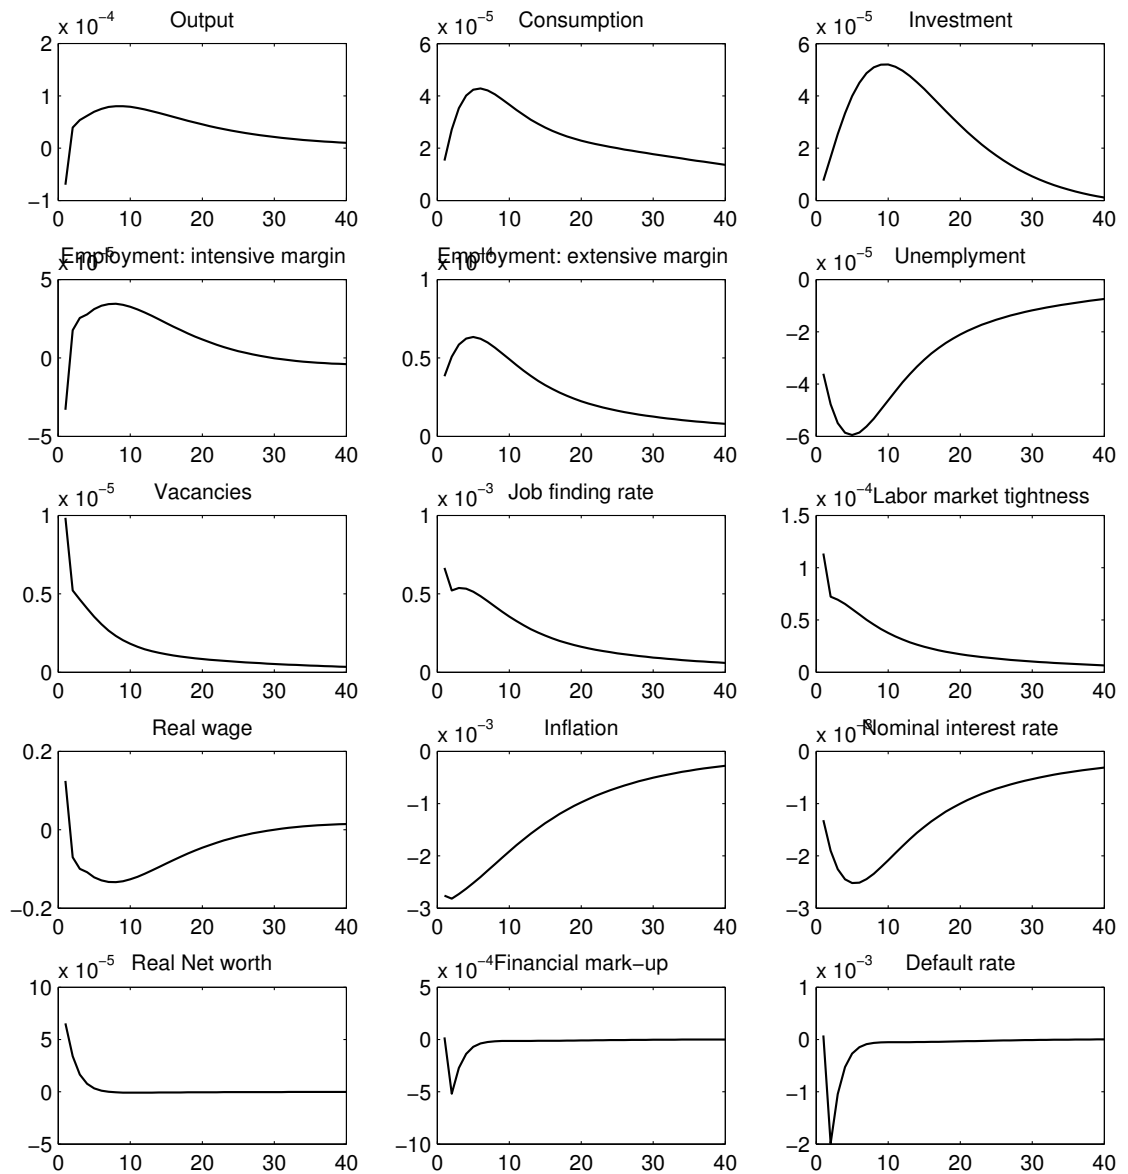 x 10−4 Output
2
1
0
−1
0 10 20 30 40
x 10−5 Consumption
6
4
2
0
0 10 20 30 40
x 10−5 Investment
6
4
2
0
0 10 20 30 40
Employment: intensive margin
x 10−5
5
0
−5
0 10 20 30 40
Employment: extensive margin
x 10−4
1
0.5
0
0 10 20 30 40
x 10−5 Unemplyment
0
−2
−4
−6
0 10 20 30 40
x 10−5 Vacancies
1
0.5
0
0 10 20 30 40
x 10−3 Job finding rate
1
0.5
0
0 10 20 30 40
x 10−4 Labor market tightness
1.5
1
0.5
0
0 10 20 30 40
Real wage
0.2
0
−0.2
0 10 20 30 40
x 10−3 Inflation
0
−1
−2
−3
0 10 20 30 40
x 10−3 Nominal interest rate
0
−1
−2
−3
0 10 20 30 40
x 10−5 Real Net worth
10
5
0
−5
0 10 20 30 40
x 10−4 Financial mark−up
5
0
−5
−10
0 10 20 30 40
x 10−3 Default rate
1
0
−1
−2
0 10 20 30 40